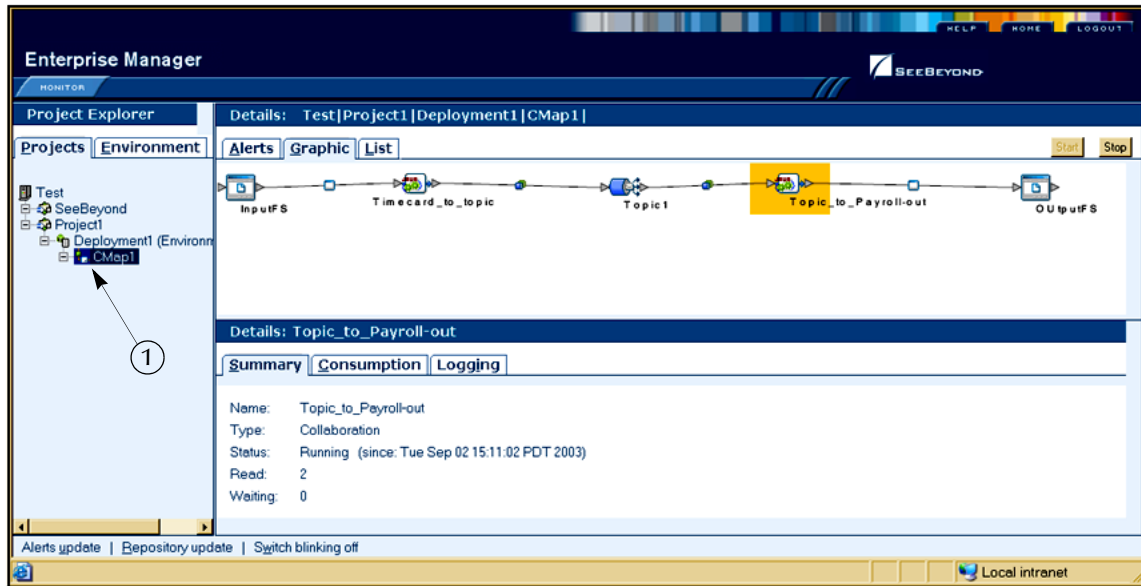 HELP HOME LOGOUT
Enterprise Manager
SEEBEYOND
MONITOR
Project Explorer
Details: Test|Project1|Deployment1|CMap1|
Projects Environment
Alerts Graphic List
Start Stop
Test
SeeBeyond
Project1
Deployment1 (Environm
CMap1
InputFS
Timecard_to_topic
Topic1
Topic_to_Payroll-out
OUtputFS
1
Details: Topic_to_Payroll-out
Summary Consumption Logging
Name: Topic_to_Payroll-out
Type: Collaboration
Status: Running (since: Tue Sep 02 15:11:02 PDT 2003)
Read: 2
Waiting: 0
Alerts update | Repository update | Switch blinking off
Local intranet